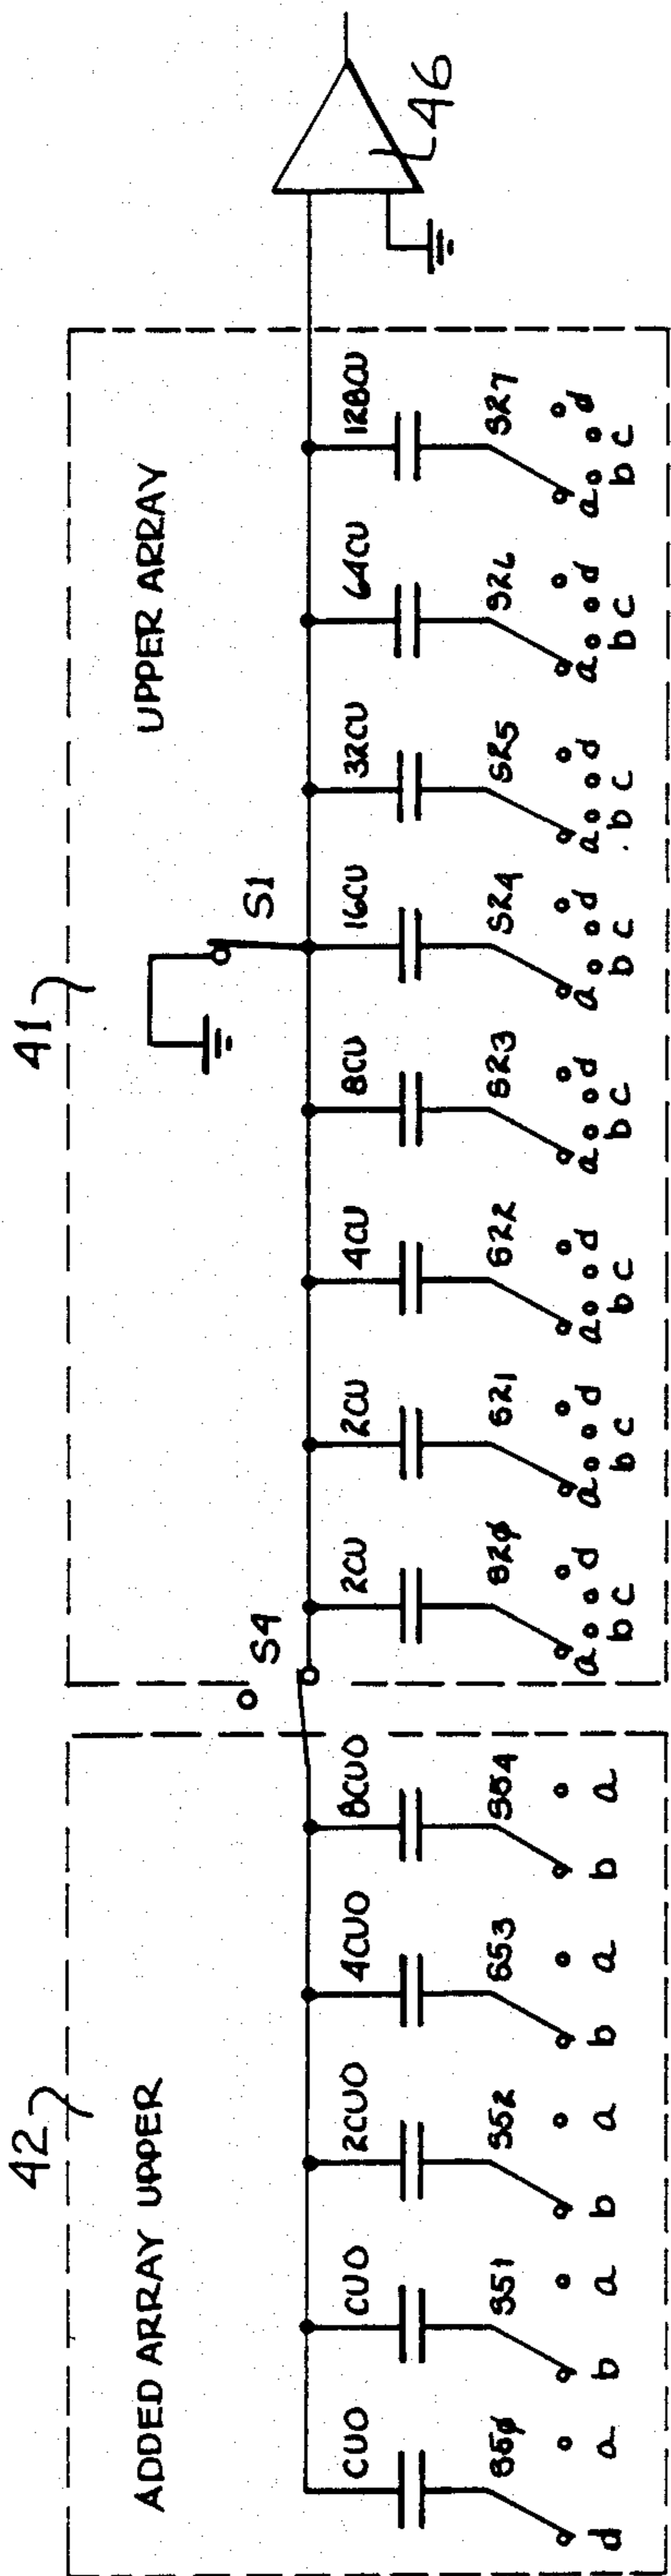 42
41
ADDED ARRAY UPPER
UPPER ARRAY
S4
S1
46
CUO
CUO
2CUO
4CUO
8CUO
2CU
2CU
4CU
8CU
16CU
32CU
64CU
128CU
S5φ
S51
S52
S53
S54
S2φ
S21
S22
S23
S24
S25
S26
S27
d a
b a
b a
b a
b a
a b c d
a b c d
a b c d
a b c d
a b c d
a b c d
a b c d
a b c d